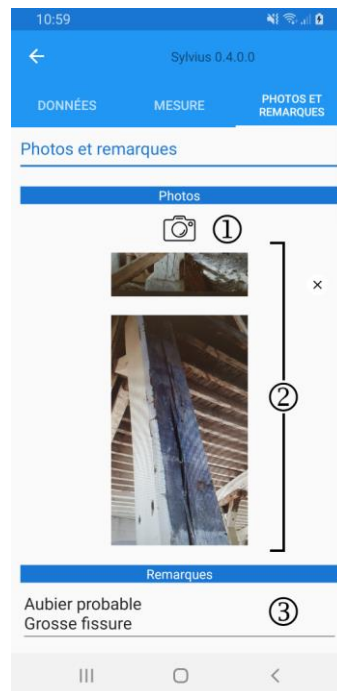 10:59
Sylvius 0.4.0.0
DONNÉES
MESURE
PHOTOS ET
REMARQUES
Photos et remarques
Photos
①
②
Remarques
Aubier probable
Grosse fissure
③